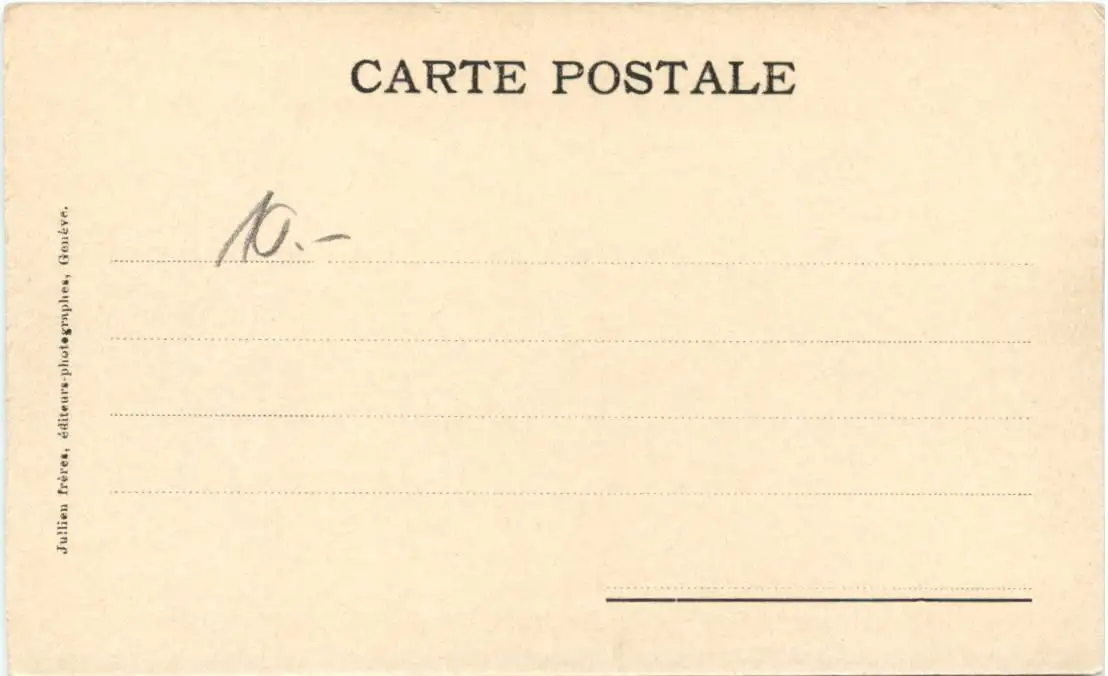 CARTE POSTALE
10.-
Jullien frères, éditeurs-photographes, Genève.